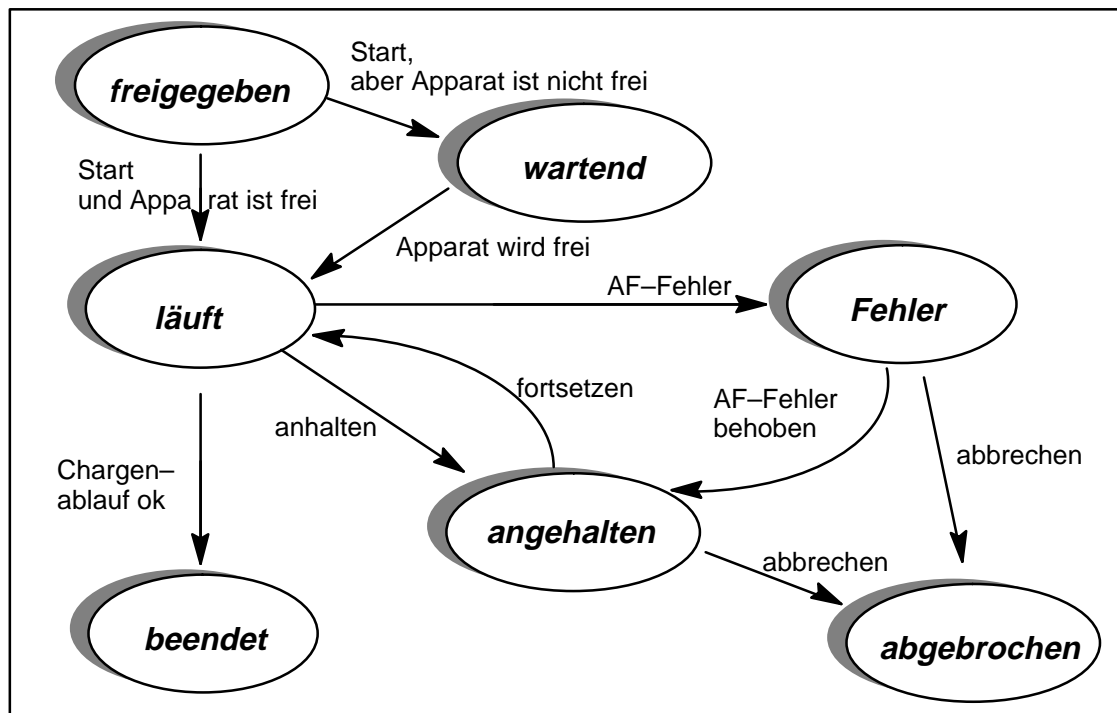 Start,
aber Apparat ist nicht frei
freigegeben
wartend
Start
und Appa rat ist frei
Apparat wird frei
AF–Fehler
läuft
Fehler
fortsetzen
AF–Fehler
behoben
anhalten
abbrechen
Chargen–
ablauf ok
angehalten
abbrechen
beendet
abgebrochen